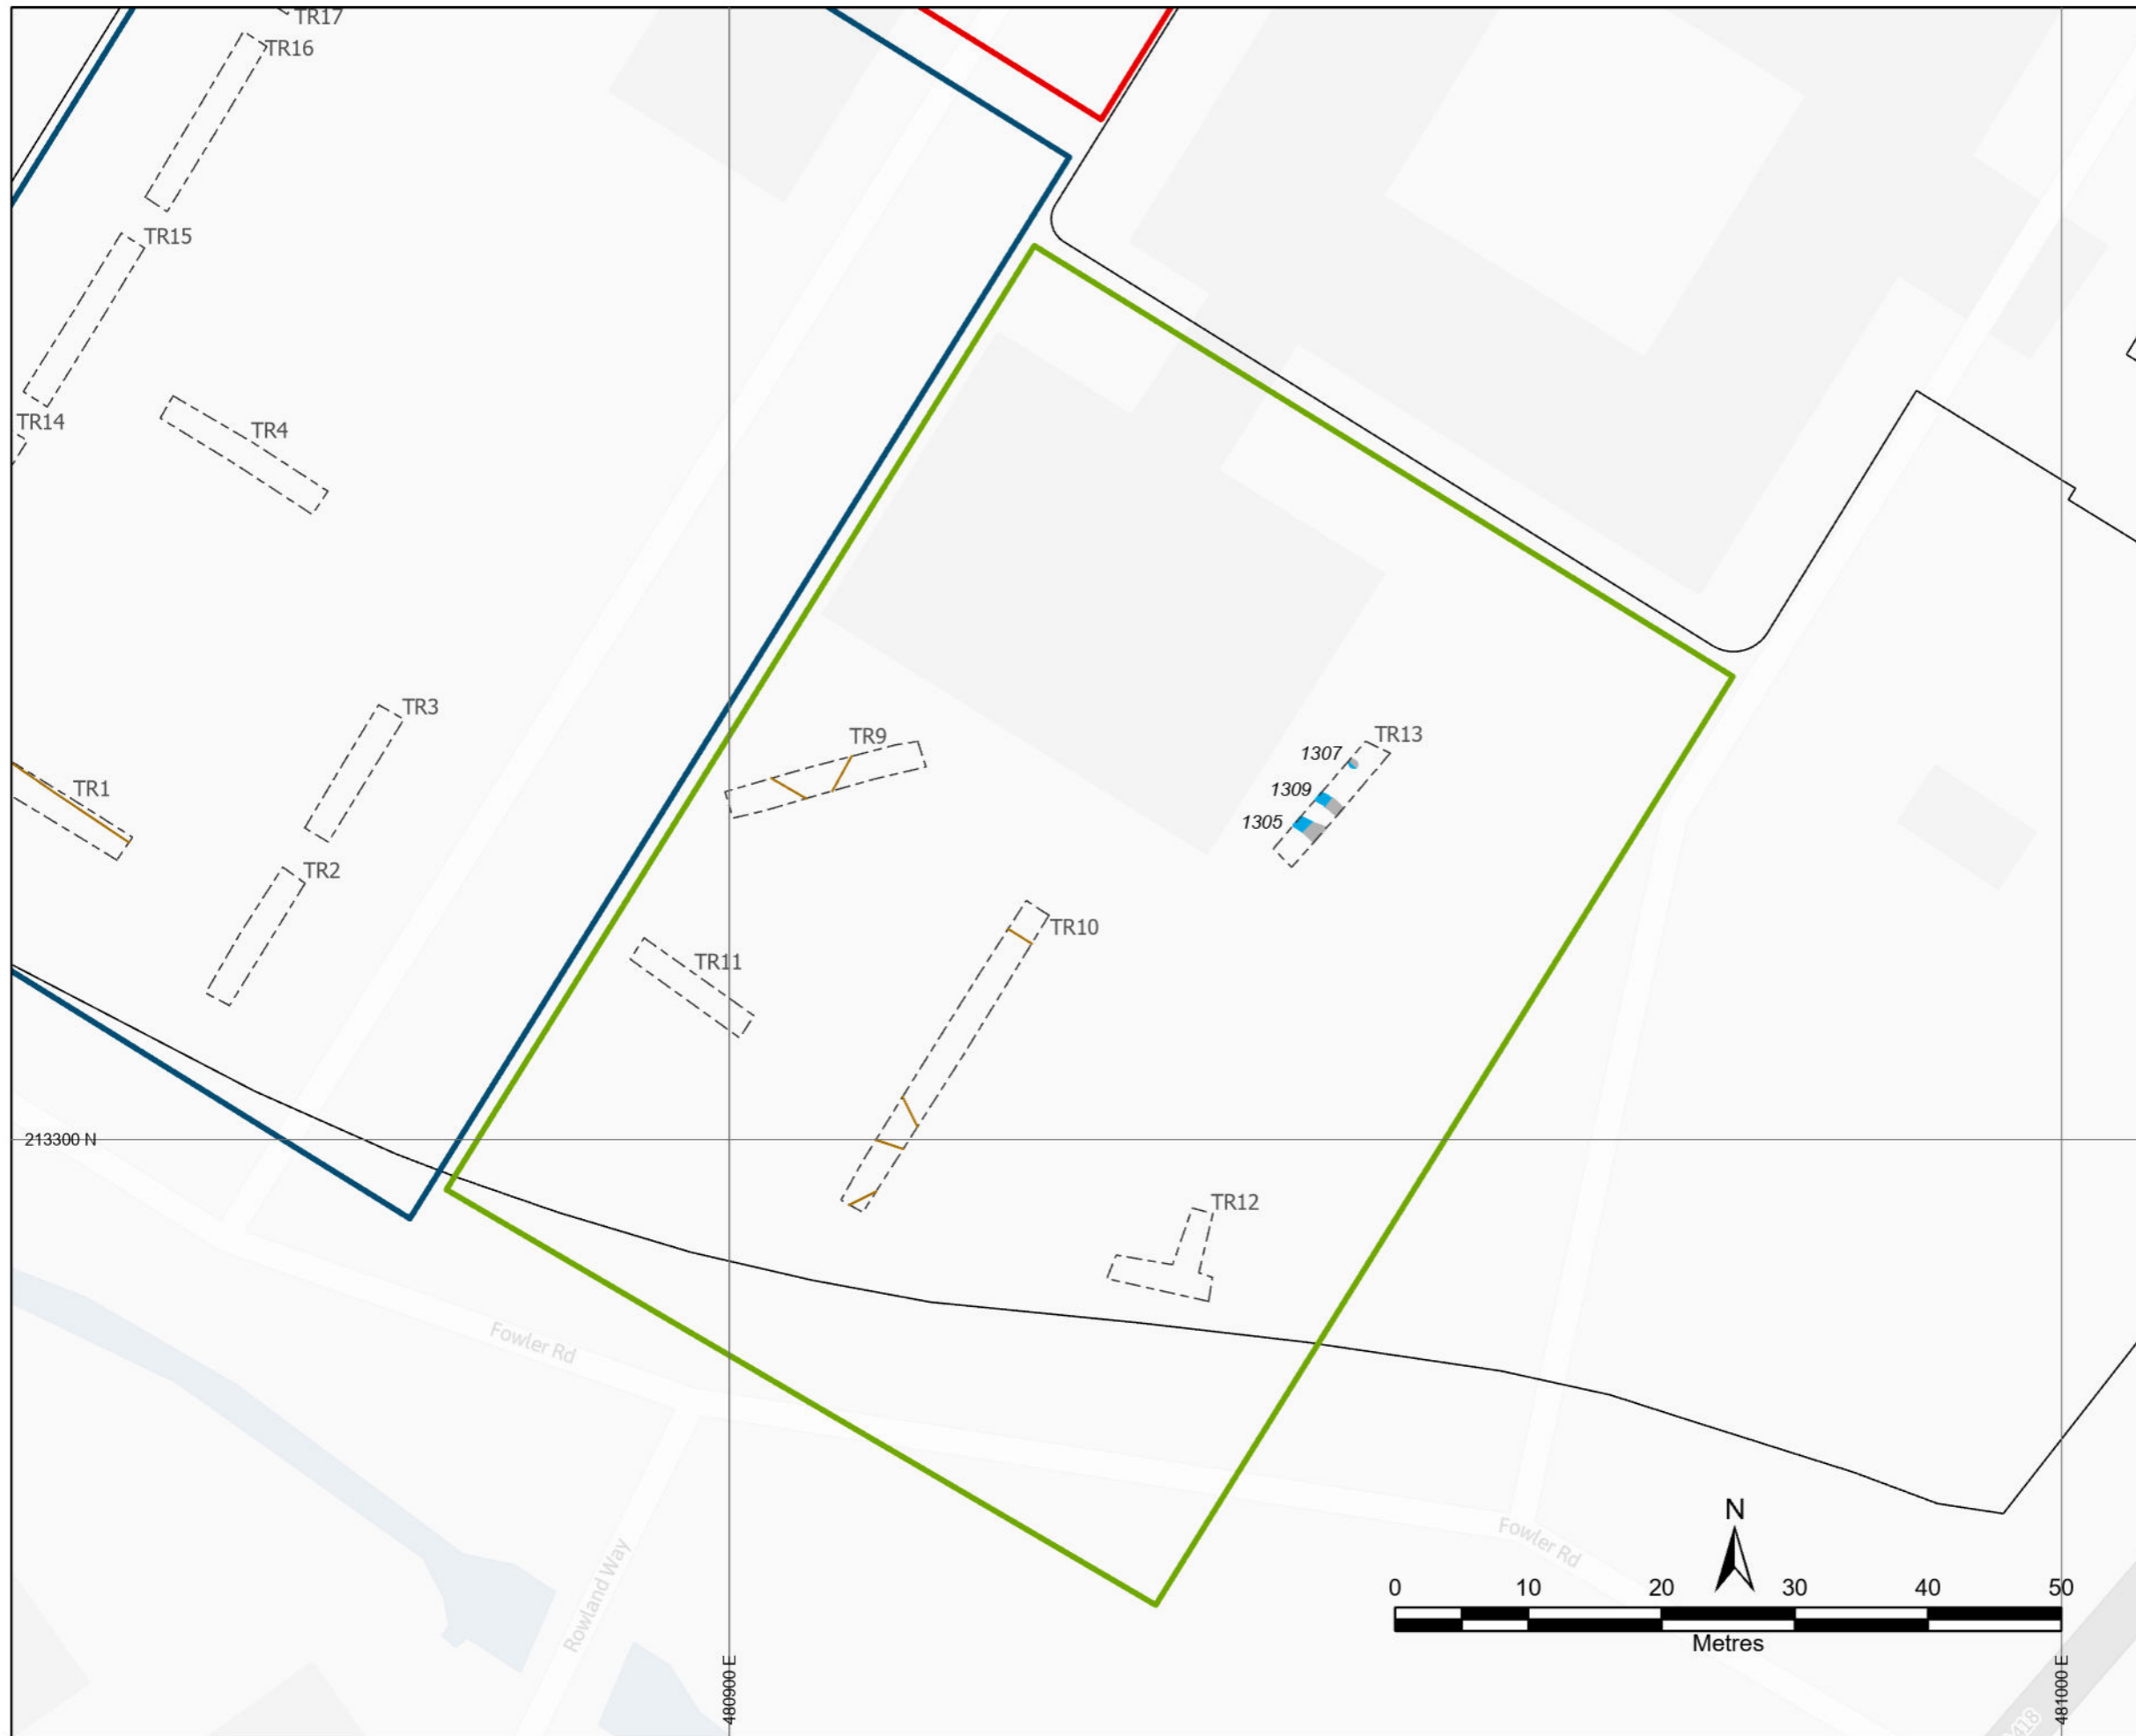 TR17
TR16
TR15
TR14
TR4
TR3
TR9
TR13
1307
TR1
1309
1305
TR2
TR10
TR11
213300 N
TR12
Fowler Rd
N
Fowler Rd
0 10 20 30 40 50
Rowland Way
Metres
480900 E
481000 E